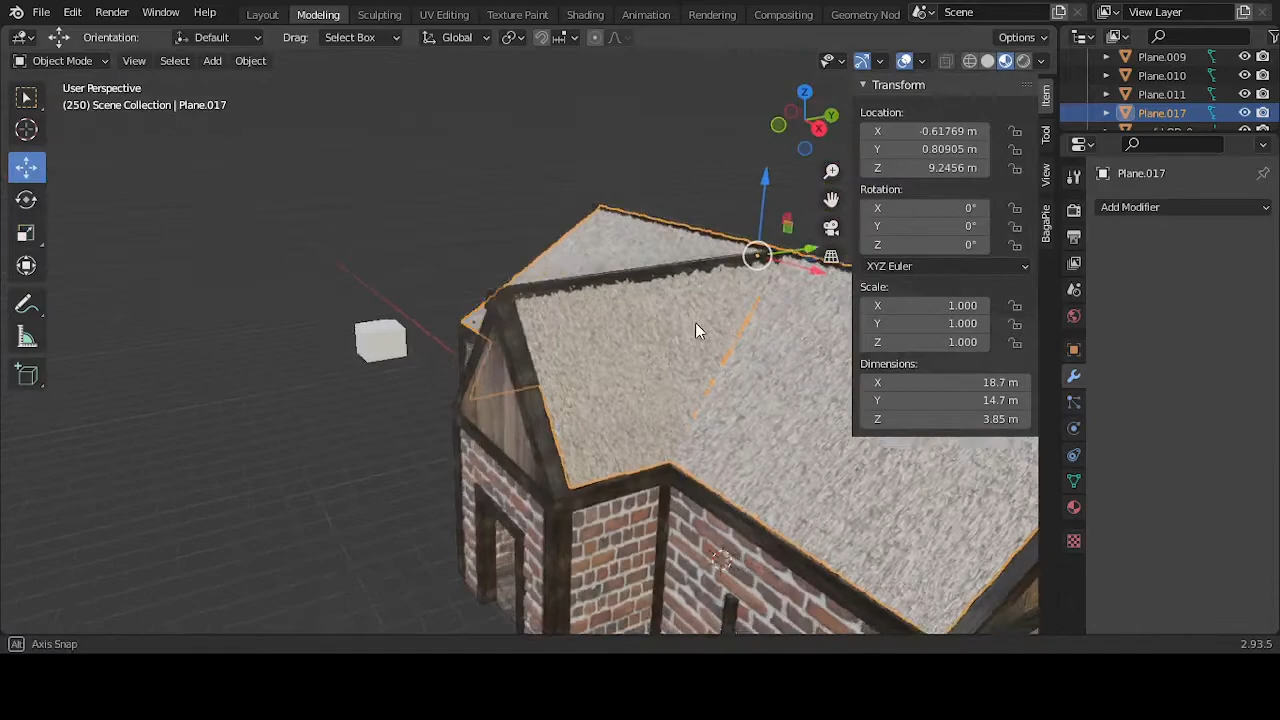 File Edit Render Window Help Layout Modeling Sculpting UV Editing Texture Paint Shading Animation Rendering Compositing Geometry Nod Scene View Layer
Orientation: Default Drag: Select Box Global Options
Object Mode View Select Add Object
User Perspective
(250) Scene Collection | Plane.017
Z
Y
X
Transform
Location:
X -0.61769 m
Y 0.80905 m
Z 9.2456 m
Rotation:
X 0°
Y 0°
Z 0°
XYZ Euler
Scale:
X 1.000
Y 1.000
Z 1.000
Dimensions:
X 18.7 m
Y 14.7 m
Z 3.85 m
Item
Tool
View
BagaPie
Plane.009
Plane.010
Plane.011
Plane.017
Plane.017
Add Modifier
Alt Axis Snap
2.93.5